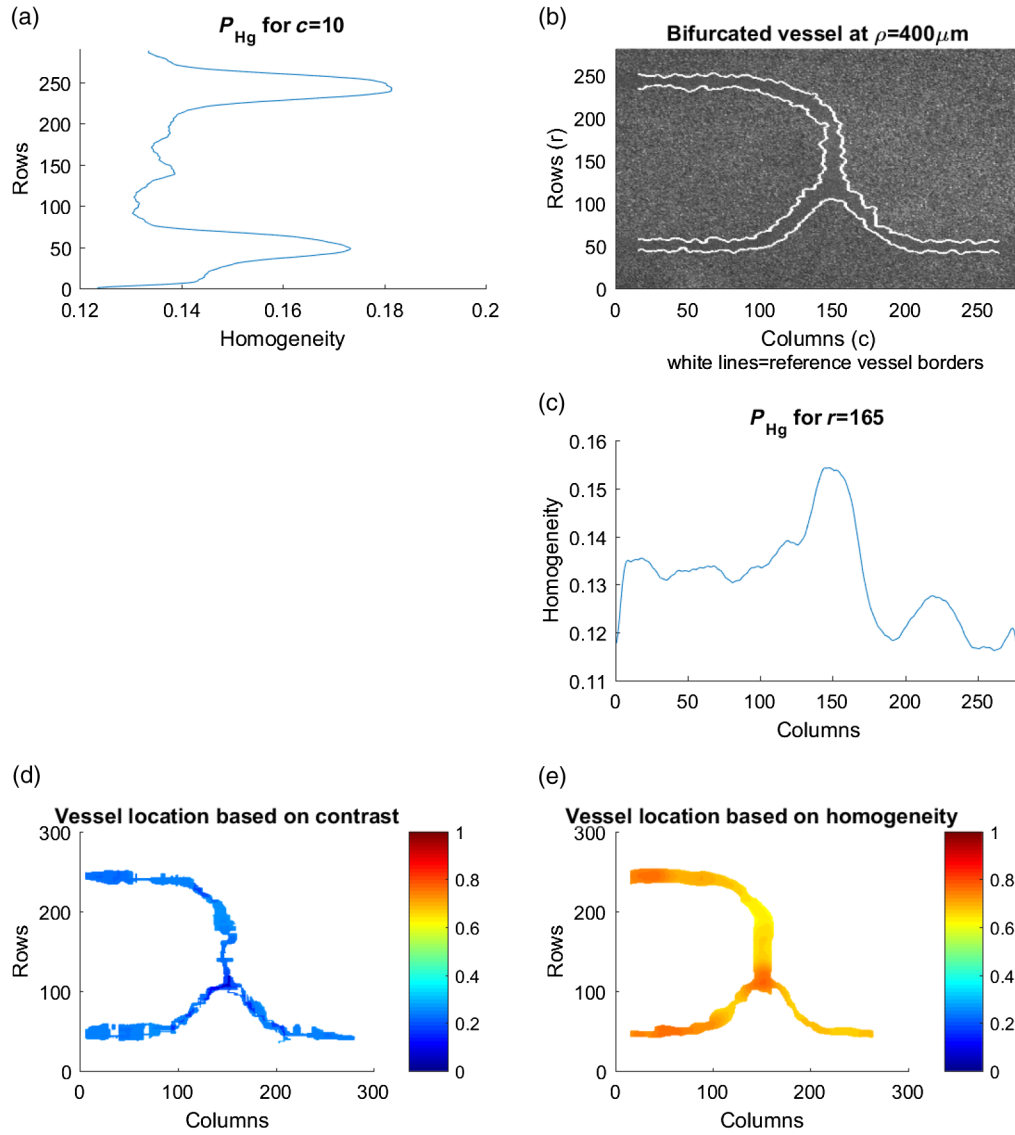 (a)
P_Hg for c=10
Rows
250
200
150
100
50
0
0.12 0.14 0.16 0.18 0.2
Homogeneity
(b)
Bifurcated vessel at ρ=400μm
Rows (r)
250
200
150
100
50
0
0 50 100 150 200 250
Columns (c)
white lines=reference vessel borders
(c)
P_Hg for r=165
Homogeneity
0.16
0.15
0.14
0.13
0.12
0.11
0 50 100 150 200 250
Columns
(d)
Vessel location based on contrast
Rows
300
200
100
0
0 100 200 300
Columns
1
0.8
0.6
0.4
0.2
0
(e)
Vessel location based on homogeneity
Rows
300
200
100
0
0 100 200 300
Columns
1
0.8
0.6
0.4
0.2
0